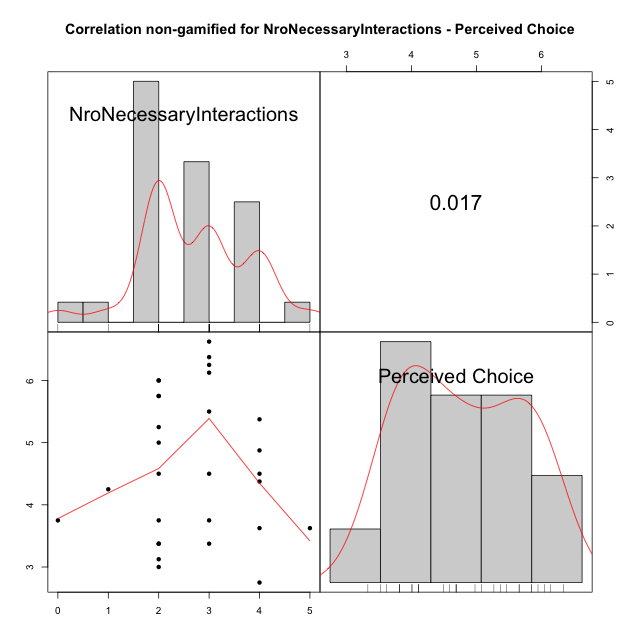 Correlation non-gamified for NroNecessaryInteractions - Perceived Choice
3 4 5 6
NroNecessaryInteractions
0.017
5
4
3
2
1
0
Perceived Choice
6
5
4
3
0 1 2 3 4 5